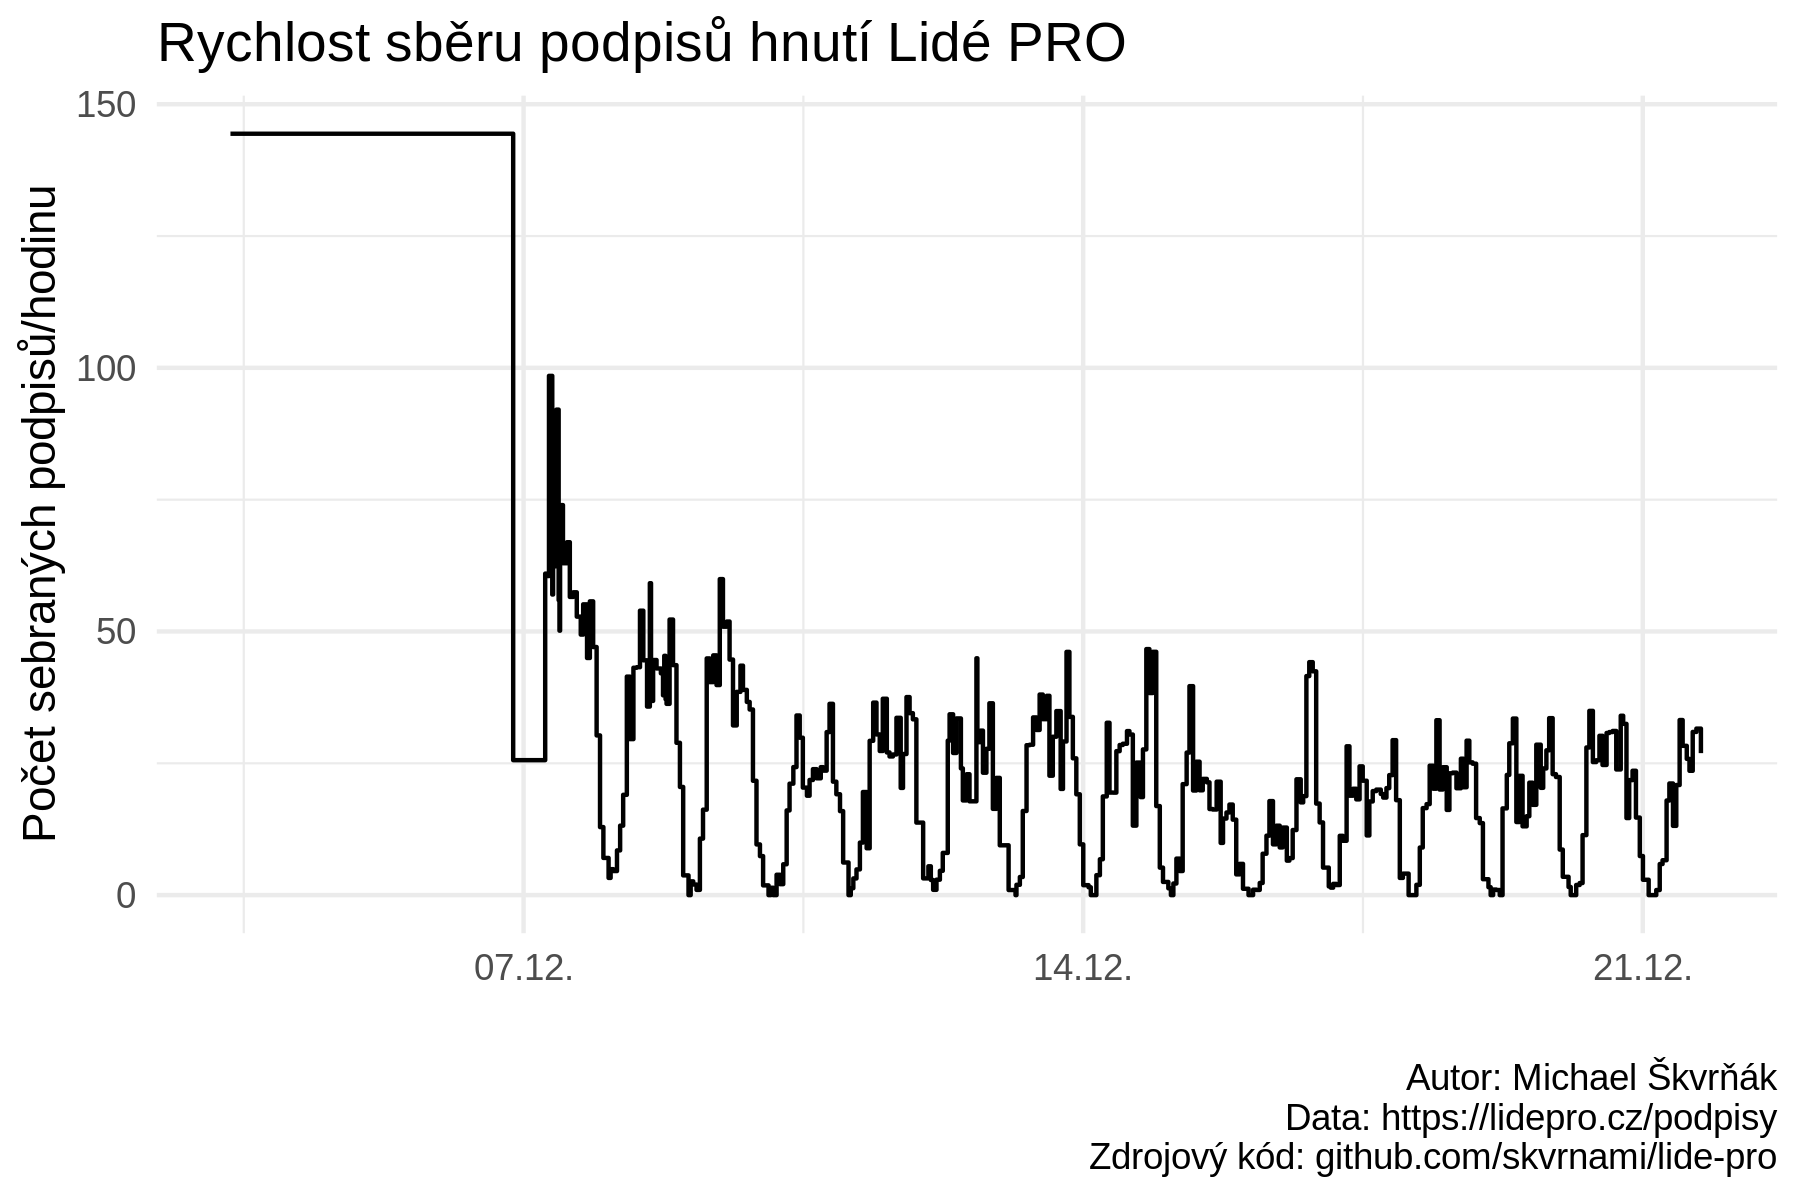 Rychlost sběru podpisů hnutí Lidé PRO
Počet sebraných podpisů/hodinu
150
100
50
0
07.12.
14.12.
21.12.
Autor: Michael Škvrňák
Data: https://lidepro.cz/podpisy
Zdrojový kód: github.com/skvrnami/lide-pro